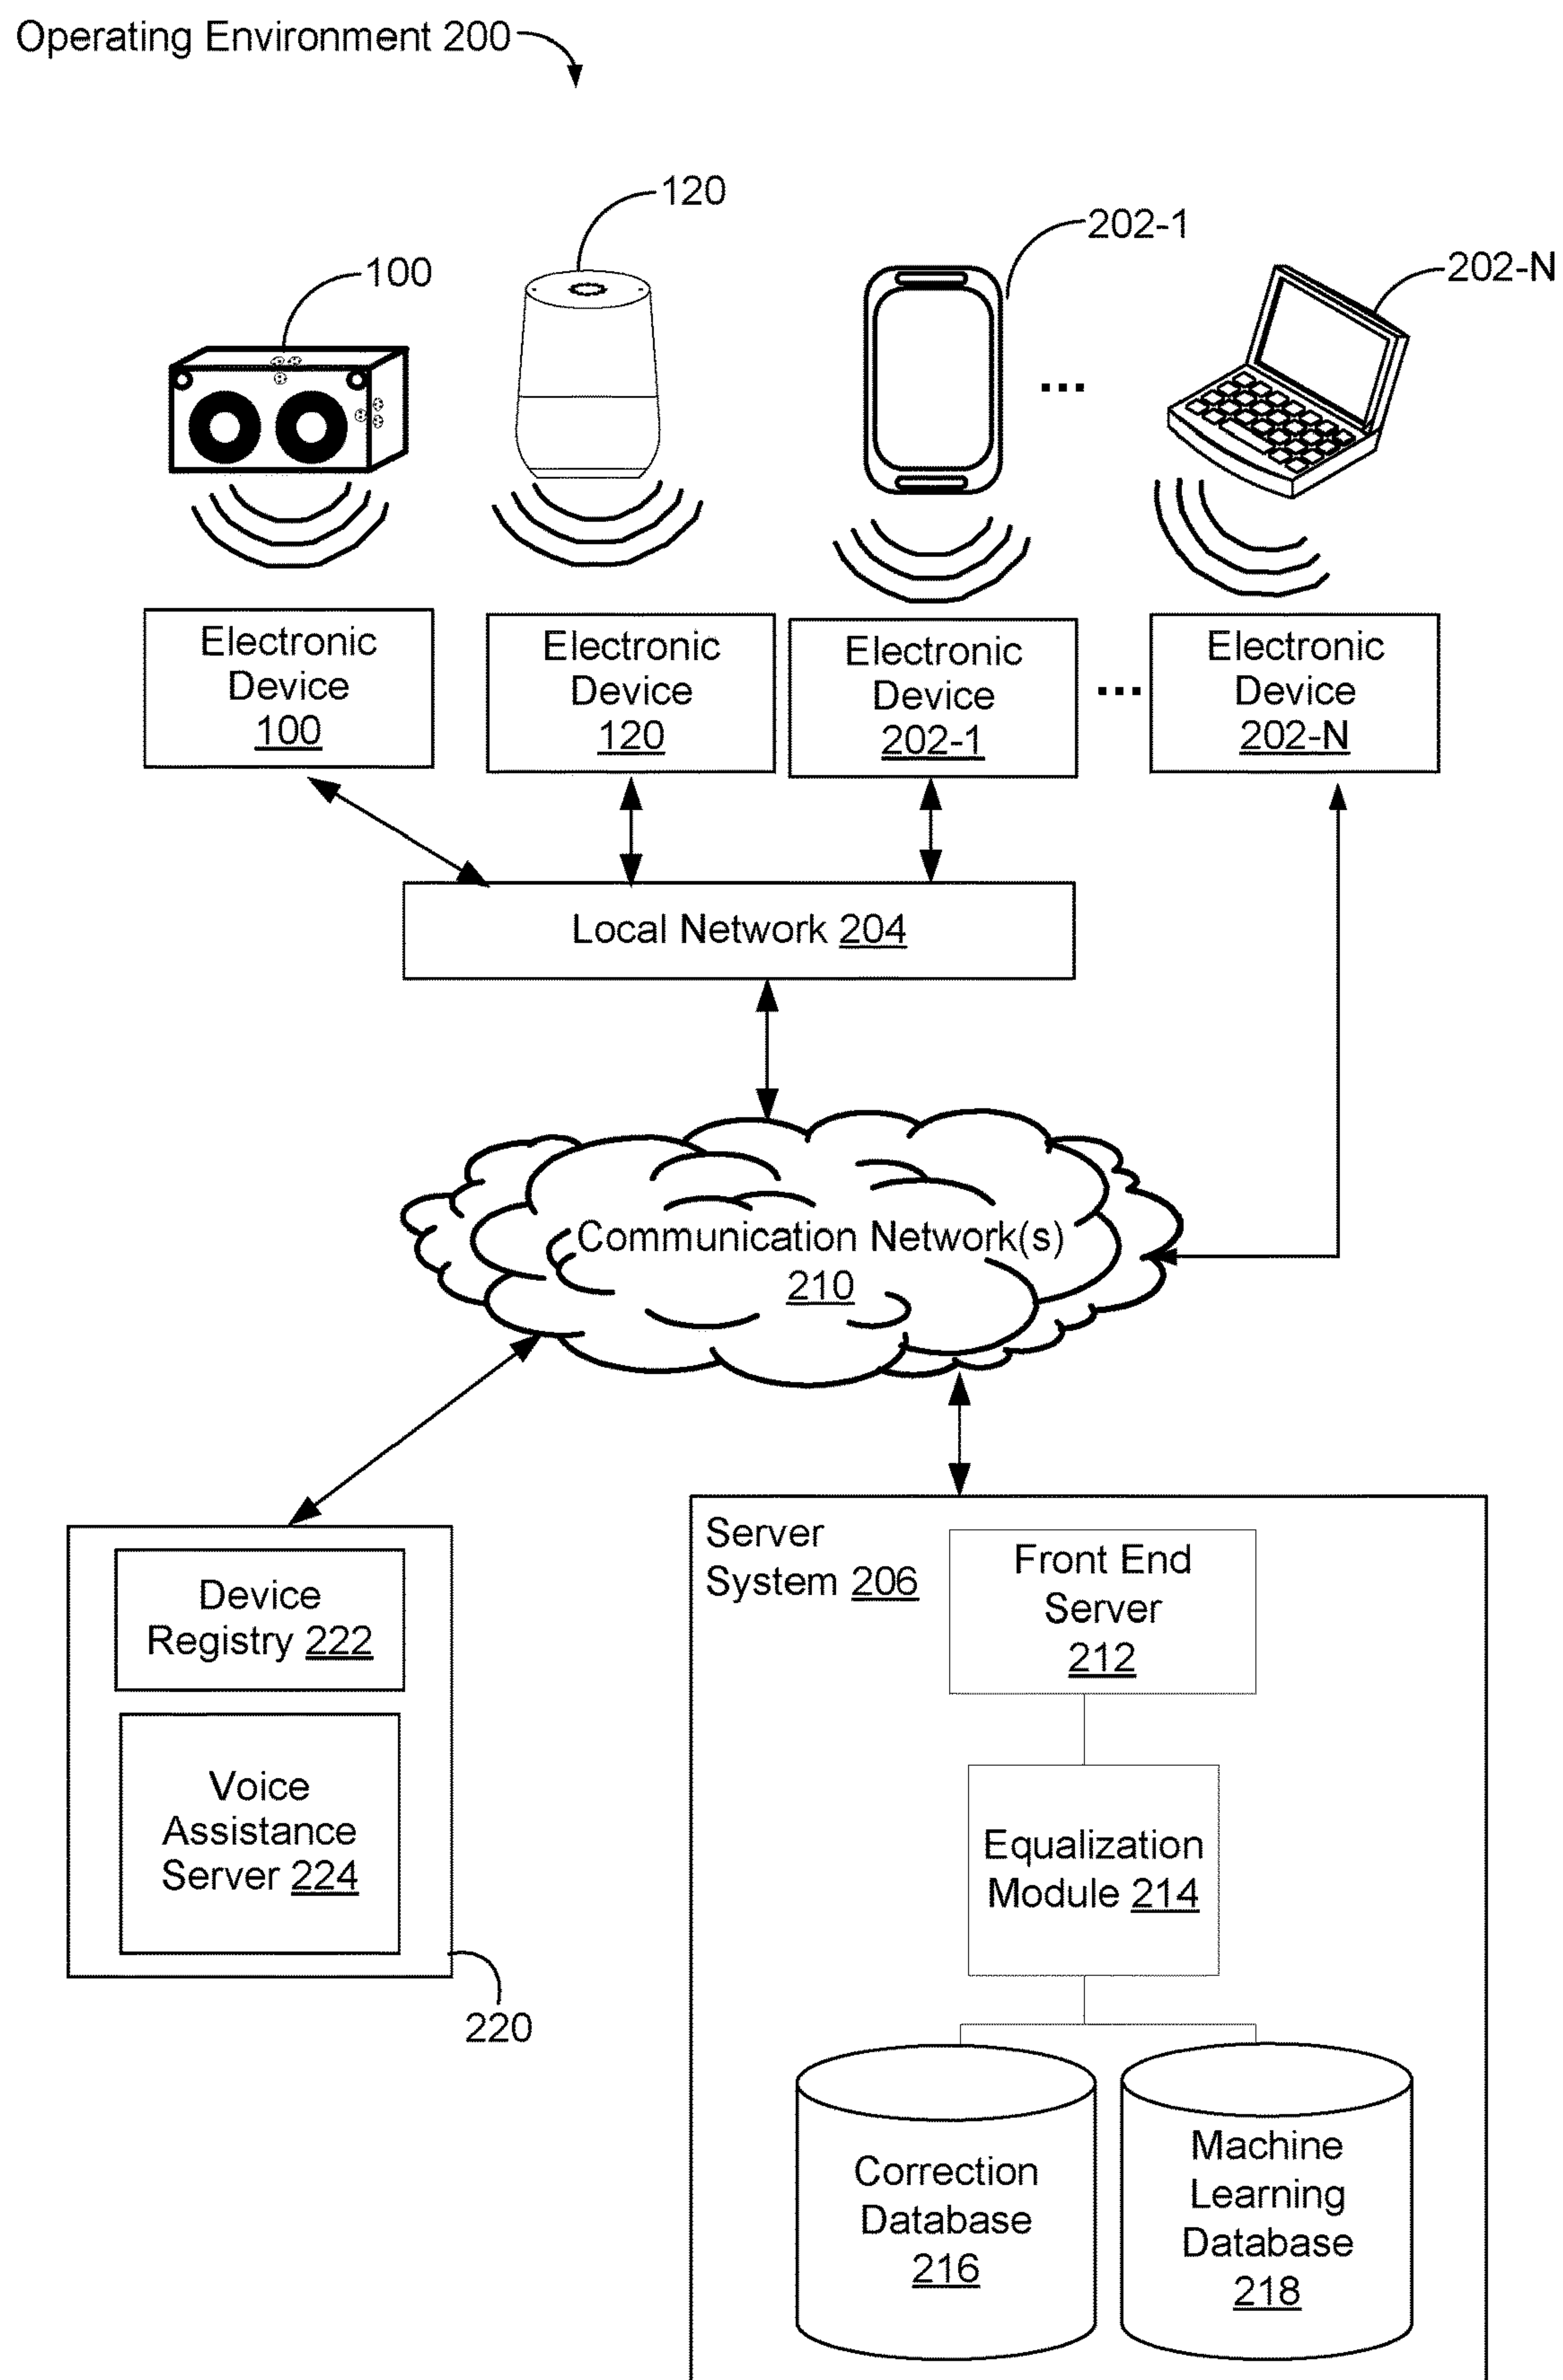 Operating Environment 200
120
202-1
100
202-N
Electronic
Device
100
Electronic
Device
120
Electronic
Device
202-1
...
Electronic
Device
202-N
...
Local Network 204
Communication Network(s)
210
Device
Registry 222
Voice
Assistance
Server 224
220
Server
System 206
Front End
Server
212
Equalization
Module 214
Correction
Database
216
Machine
Learning
Database
218